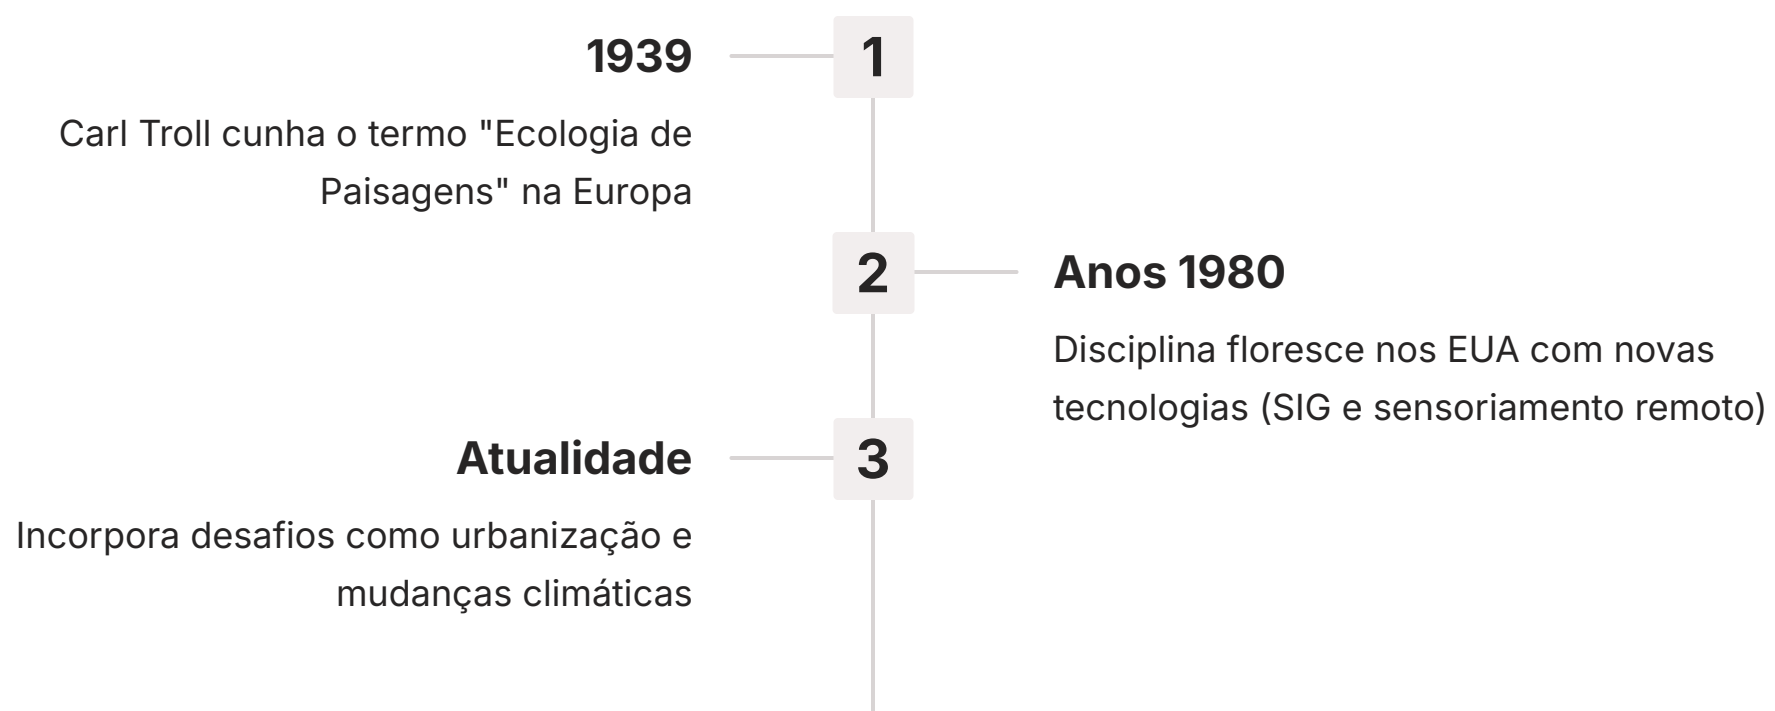 1939
1
Carl Troll cunha o termo "Ecologia de
Paisagens" na Europa
2
Anos 1980
Disciplina floresce nos EUA com novas
tecnologias (SIG e sensoriamento remoto)
Atualidade
3
Incorpora desafios como urbanização e
mudanças climáticas